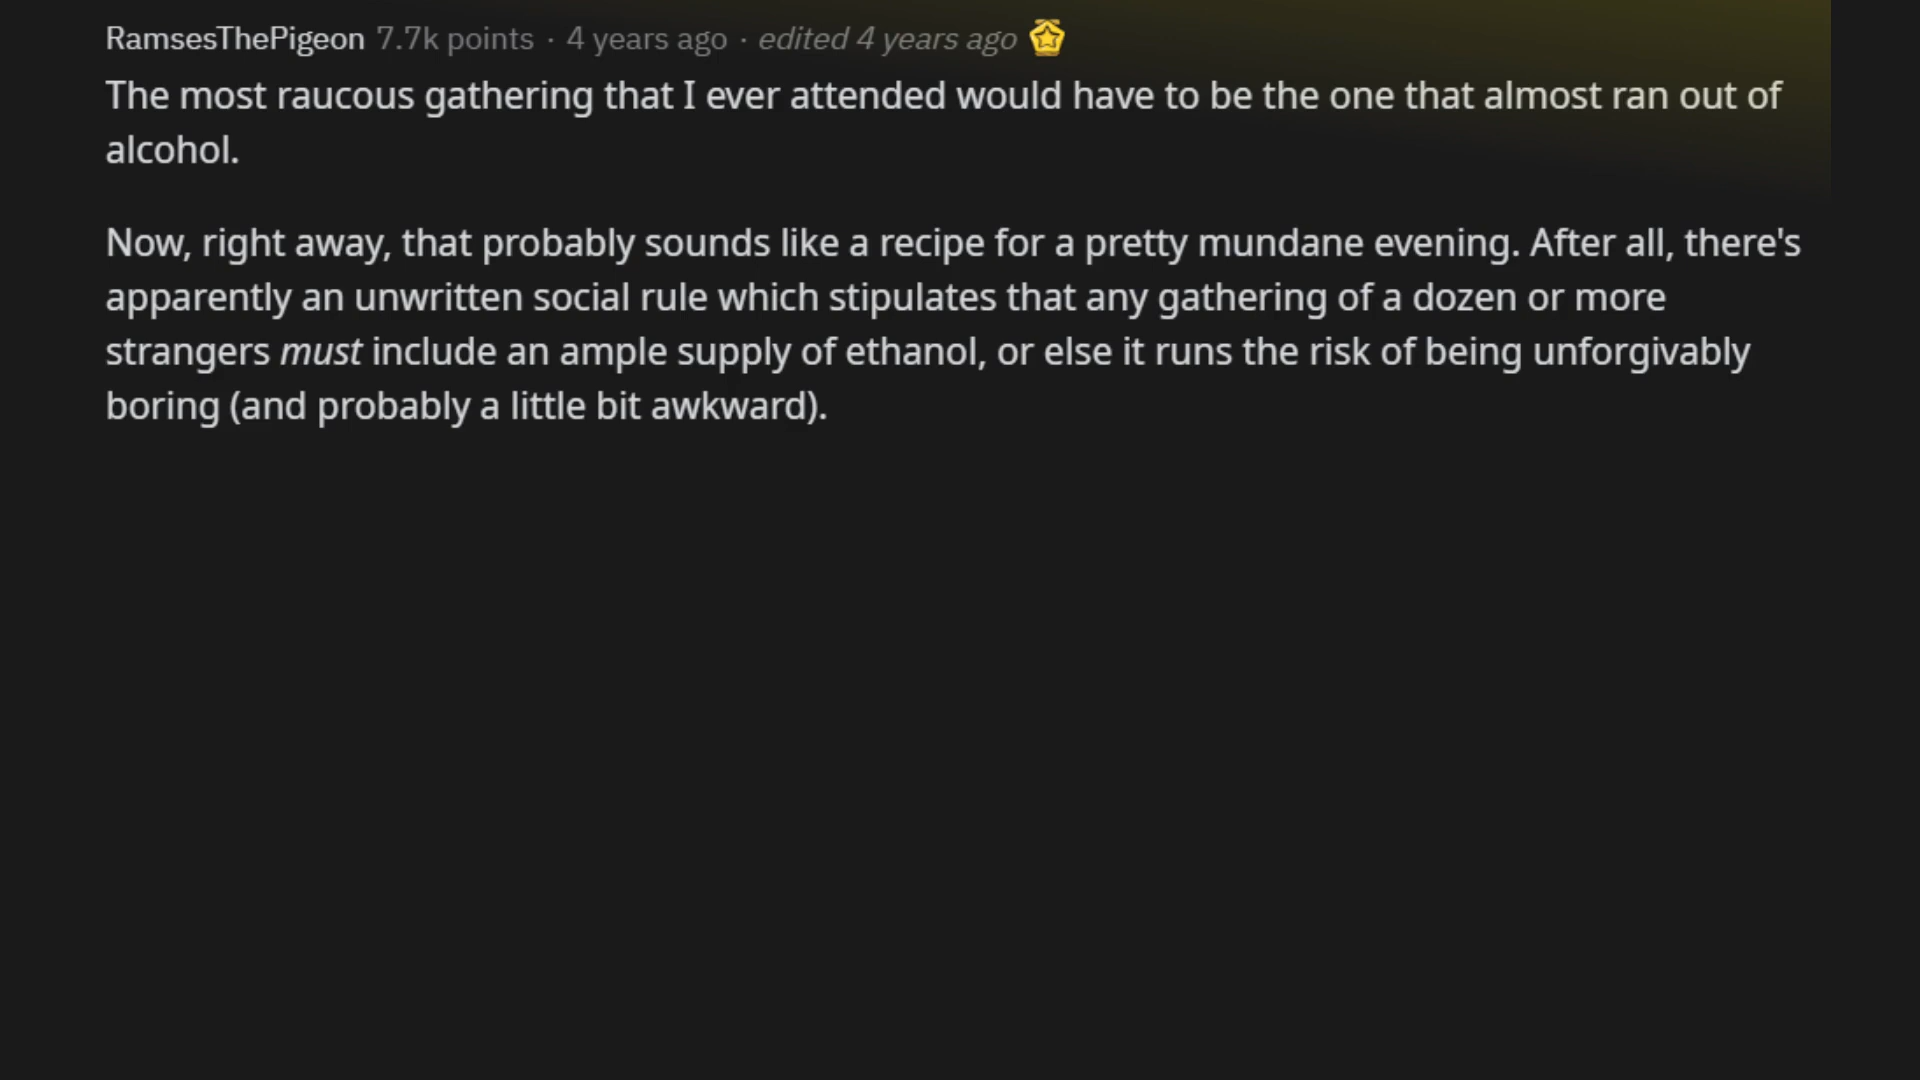 RamsesThePigeon 7.7k points · 4 years ago · edited 4 years ago
The most raucous gathering that I ever attended would have to be the one that almost ran out of
alcohol.
Now, right away, that probably sounds like a recipe for a pretty mundane evening. After all, there's
apparently an unwritten social rule which stipulates that any gathering of a dozen or more
strangers must include an ample supply of ethanol, or else it runs the risk of being unforgivably
boring (and probably a little bit awkward).